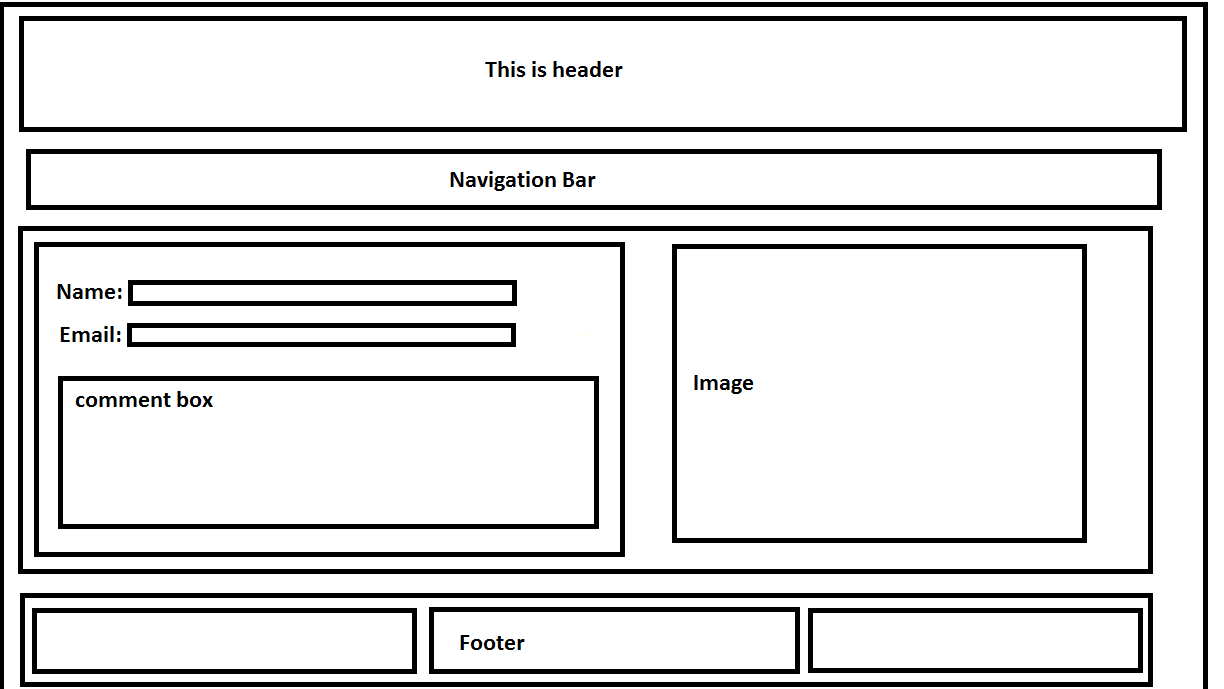 This is header
Navigation Bar
Name:
Email:
comment box
Image
Footer